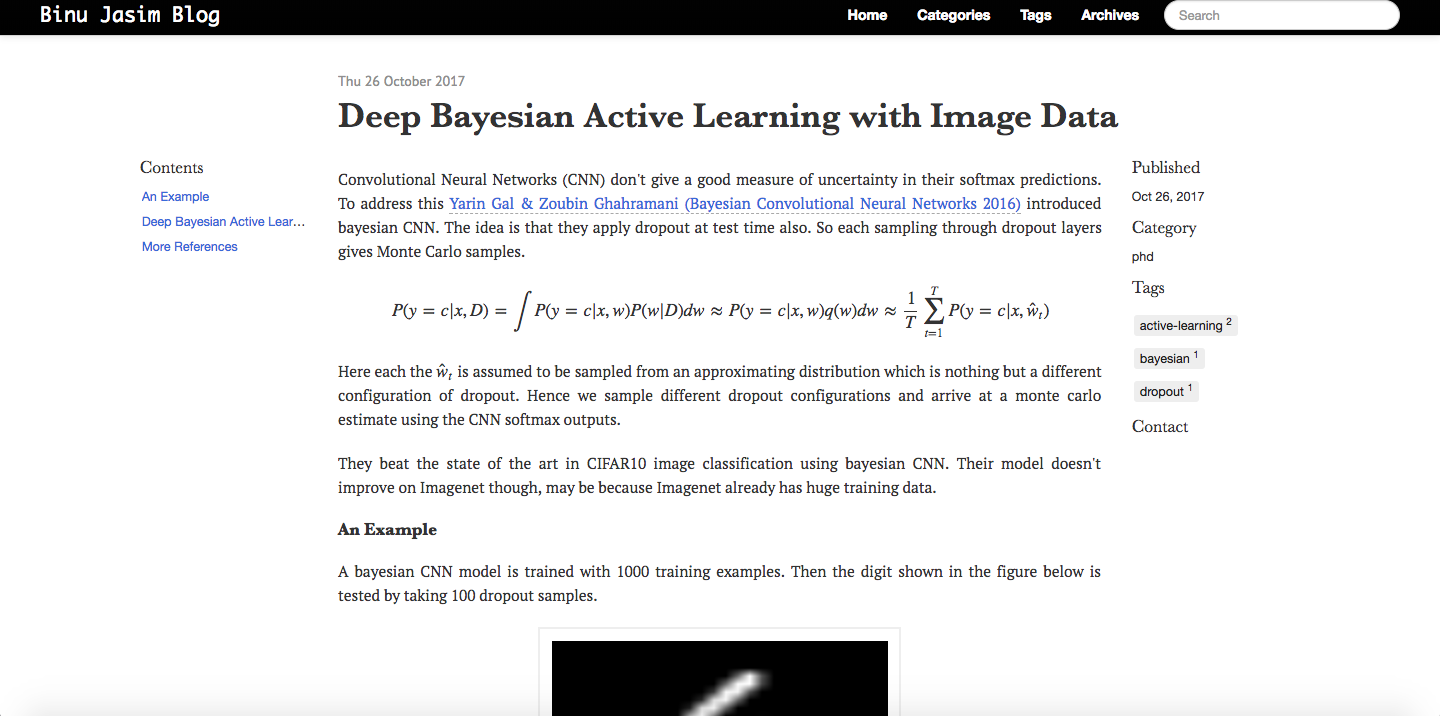 Binu Jasim Blog
Home Categories Tags Archives Search
Thu 26 October 2017
Deep Bayesian Active Learning with Image Data
Contents
An Example
Deep Bayesian Active Lear...
More References
Convolutional Neural Networks (CNN) don't give a good measure of uncertainty in their softmax predictions.
To address this Yarin Gal & Zoubin Ghahramani (Bayesian Convolutional Neural Networks 2016) introduced
bayesian CNN. The idea is that they apply dropout at test time also. So each sampling through dropout layers
gives Monte Carlo samples.
P(y = c|x, D) = ∫ P(y = c|x, w)P(w|D)dw ≈ P(y = c|x, w)q(w)dw ≈ 1/T ∑_{t=1}^{T} P(y = c|x, ŵ_t)
Here each the ŵ_t is assumed to be sampled from an approximating distribution which is nothing but a different
configuration of dropout. Hence we sample different dropout configurations and arrive at a monte carlo
estimate using the CNN softmax outputs.
They beat the state of the art in CIFAR10 image classification using bayesian CNN. Their model doesn't
improve on Imagenet though, may be because Imagenet already has huge training data.
An Example
A bayesian CNN model is trained with 1000 training examples. Then the digit shown in the figure below is
tested by taking 100 dropout samples.
Published
Oct 26, 2017
Category
phd
Tags
active-learning 2
bayesian 1
dropout 1
Contact